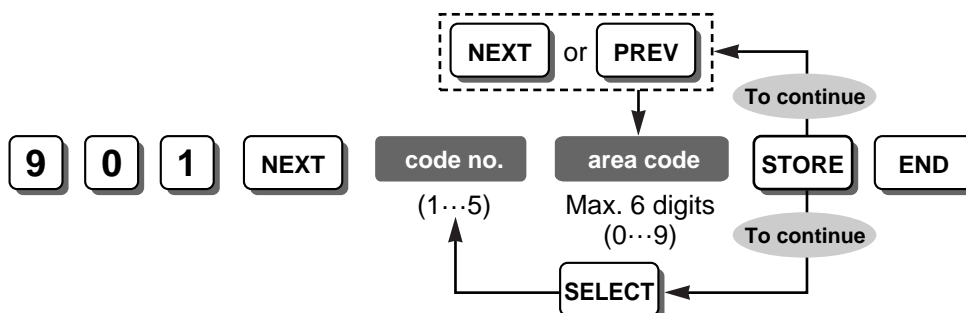 NEXT or PREV
To continue
9 0 1 NEXT code no. area code STORE END
(1···5) Max. 6 digits
(0···9)
To continue
SELECT